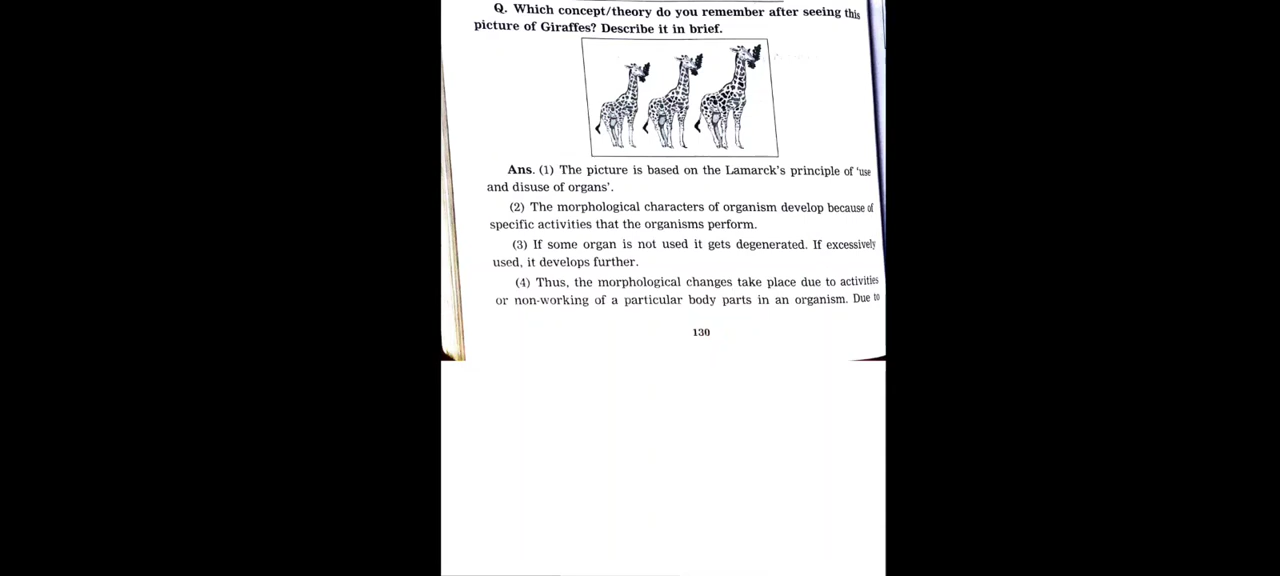 Q. Which concept/theory do you remember after seeing this
picture of Giraffes? Describe it in brief.
Ans. (1) The picture is based on the Lamarck's principle of 'use
and disuse of organs'.
(2) The morphological characters of organism develop because of
specific activities that the organisms perform.
(3) If some organ is not used it gets degenerated. If excessively
used, it develops further.
(4) Thus, the morphological changes take place due to activities
or non-working of a particular body parts in an organism. Due to
130